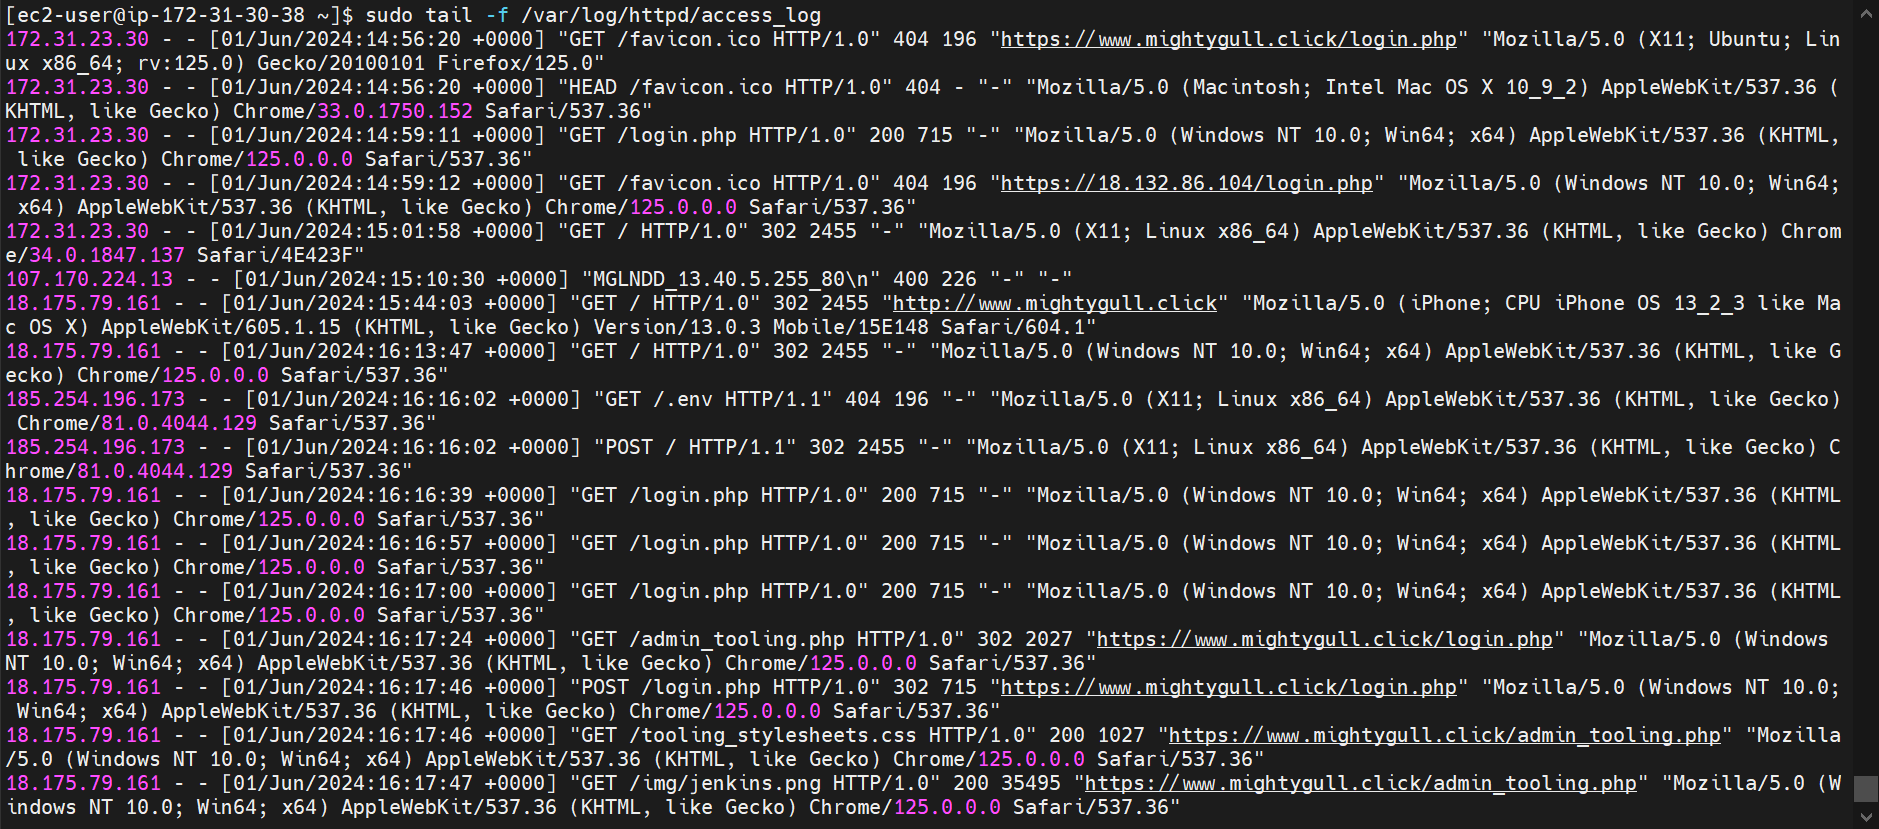 [ec2-user@ip-172-31-30-38 ~]$ sudo tail -f /var/log/httpd/access_log
172.31.23.30 - - [01/Jun/2024:14:56:20 +0000] "GET /favicon.ico HTTP/1.0" 404 196 "https://www.mightygull.click/login.php" "Mozilla/5.0 (X11; Ubuntu; Lin
ux x86_64; rv:125.0) Gecko/20100101 Firefox/125.0"
172.31.23.30 - - [01/Jun/2024:14:56:20 +0000] "HEAD /favicon.ico HTTP/1.0" 404 - "-" "Mozilla/5.0 (Macintosh; Intel Mac OS X 10_9_2) AppleWebKit/537.36 (
KHTML, like Gecko) Chrome/33.0.1750.152 Safari/537.36"
172.31.23.30 - - [01/Jun/2024:14:59:11 +0000] "GET /login.php HTTP/1.0" 200 715 "-" "Mozilla/5.0 (Windows NT 10.0; Win64; x64) AppleWebKit/537.36 (KHTML,
 like Gecko) Chrome/125.0.0.0 Safari/537.36"
172.31.23.30 - - [01/Jun/2024:14:59:12 +0000] "GET /favicon.ico HTTP/1.0" 404 196 "https://18.132.86.104/login.php" "Mozilla/5.0 (Windows NT 10.0; Win64;
 x64) AppleWebKit/537.36 (KHTML, like Gecko) Chrome/125.0.0.0 Safari/537.36"
172.31.23.30 - - [01/Jun/2024:15:01:58 +0000] "GET / HTTP/1.0" 302 2455 "-" "Mozilla/5.0 (X11; Linux x86_64) AppleWebKit/537.36 (KHTML, like Gecko) Chrom
e/34.0.1847.137 Safari/4E423F"
107.170.224.13 - - [01/Jun/2024:15:10:30 +0000] "MGLNDD_13.40.5.255_80\n" 400 226 "-" "-"
18.175.79.161 - - [01/Jun/2024:15:44:03 +0000] "GET / HTTP/1.0" 302 2455 "http://www.mightygull.click" "Mozilla/5.0 (iPhone; CPU iPhone OS 13_2_3 like Ma
c OS X) AppleWebKit/605.1.15 (KHTML, like Gecko) Version/13.0.3 Mobile/15E148 Safari/604.1"
18.175.79.161 - - [01/Jun/2024:16:13:47 +0000] "GET / HTTP/1.0" 302 2455 "-" "Mozilla/5.0 (Windows NT 10.0; Win64; x64) AppleWebKit/537.36 (KHTML, like G
ecko) Chrome/125.0.0.0 Safari/537.36"
185.254.196.173 - - [01/Jun/2024:16:16:02 +0000] "GET /.env HTTP/1.1" 404 196 "-" "Mozilla/5.0 (X11; Linux x86_64) AppleWebKit/537.36 (KHTML, like Gecko)
 Chrome/81.0.4044.129 Safari/537.36"
185.254.196.173 - - [01/Jun/2024:16:16:02 +0000] "POST / HTTP/1.1" 302 2455 "-" "Mozilla/5.0 (X11; Linux x86_64) AppleWebKit/537.36 (KHTML, like Gecko) C
hrome/81.0.4044.129 Safari/537.36"
18.175.79.161 - - [01/Jun/2024:16:16:39 +0000] "GET /login.php HTTP/1.0" 200 715 "-" "Mozilla/5.0 (Windows NT 10.0; Win64; x64) AppleWebKit/537.36 (KHTML
, like Gecko) Chrome/125.0.0.0 Safari/537.36"
18.175.79.161 - - [01/Jun/2024:16:16:57 +0000] "GET /login.php HTTP/1.0" 200 715 "-" "Mozilla/5.0 (Windows NT 10.0; Win64; x64) AppleWebKit/537.36 (KHTML
, like Gecko) Chrome/125.0.0.0 Safari/537.36"
18.175.79.161 - - [01/Jun/2024:16:17:00 +0000] "GET /login.php HTTP/1.0" 200 715 "-" "Mozilla/5.0 (Windows NT 10.0; Win64; x64) AppleWebKit/537.36 (KHTML
, like Gecko) Chrome/125.0.0.0 Safari/537.36"
18.175.79.161 - - [01/Jun/2024:16:17:24 +0000] "GET /admin_tooling.php HTTP/1.0" 302 2027 "https://www.mightygull.click/login.php" "Mozilla/5.0 (Windows
NT 10.0; Win64; x64) AppleWebKit/537.36 (KHTML, like Gecko) Chrome/125.0.0.0 Safari/537.36"
18.175.79.161 - - [01/Jun/2024:16:17:46 +0000] "POST /login.php HTTP/1.0" 302 715 "https://www.mightygull.click/login.php" "Mozilla/5.0 (Windows NT 10.0;
 Win64; x64) AppleWebKit/537.36 (KHTML, like Gecko) Chrome/125.0.0.0 Safari/537.36"
18.175.79.161 - - [01/Jun/2024:16:17:46 +0000] "GET /tooling_stylesheets.css HTTP/1.0" 200 1027 "https://www.mightygull.click/admin_tooling.php" "Mozilla
/5.0 (Windows NT 10.0; Win64; x64) AppleWebKit/537.36 (KHTML, like Gecko) Chrome/125.0.0.0 Safari/537.36"
18.175.79.161 - - [01/Jun/2024:16:17:47 +0000] "GET /img/jenkins.png HTTP/1.0" 200 35495 "https://www.mightygull.click/admin_tooling.php" "Mozilla/5.0 (W
indows NT 10.0; Win64; x64) AppleWebKit/537.36 (KHTML, like Gecko) Chrome/125.0.0.0 Safari/537.36"